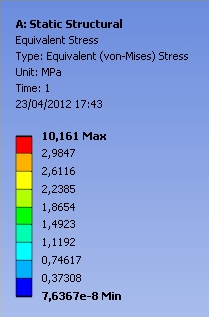 A: Static Structural
Equivalent Stress
Type: Equivalent (von-Mises) Stress
Unit: MPa
Time: 1
23/04/2012 17:43
10,161 Max
2,9847
2,6116
2,2385
1,8654
1,4923
1,1192
0,74617
0,37308
7,6367e-8 Min